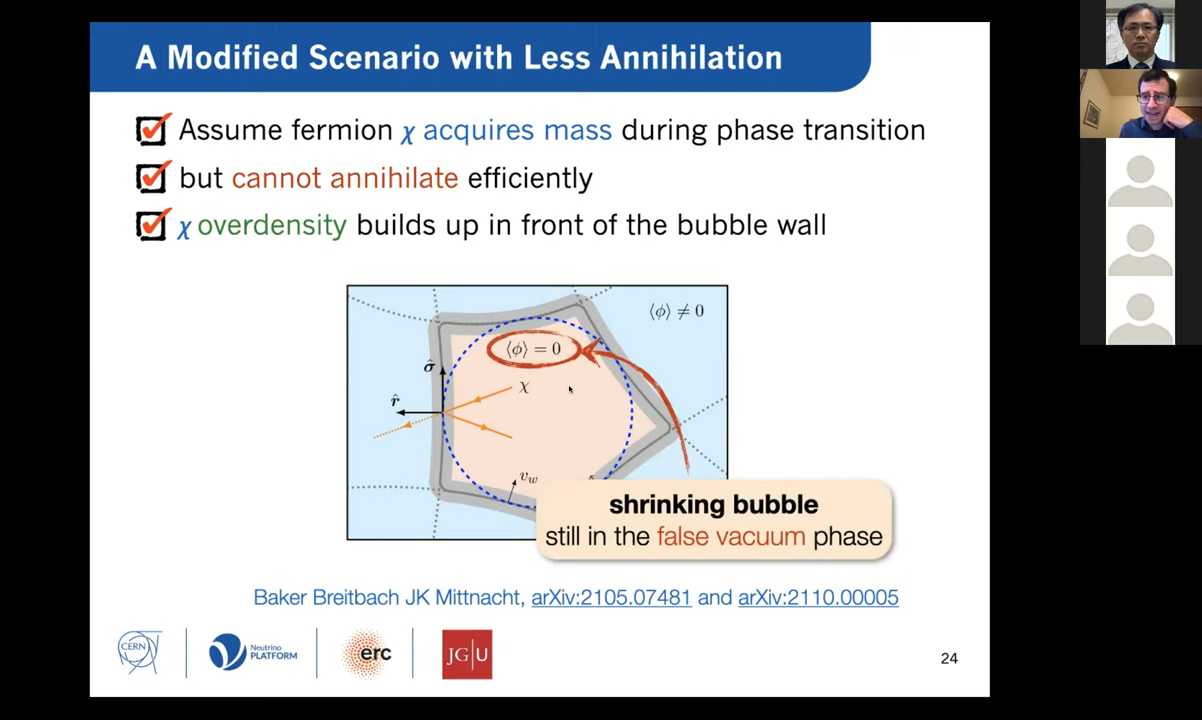 A Modified Scenario with Less Annihilation
Assume fermion χ acquires mass during phase transition
but cannot annihilate efficiently
χ overdensity builds up in front of the bubble wall
⟨ϕ⟩ ≠ 0
⟨ϕ⟩ = 0
σ̂
χ
r̂
v_w
shrinking bubble
still in the false vacuum phase
Baker Breitbach JK Mittnacht, arXiv:2105.07481 and arXiv:2110.00005
CERN
Neutrino
PLATFORM
erc
JG|U
24